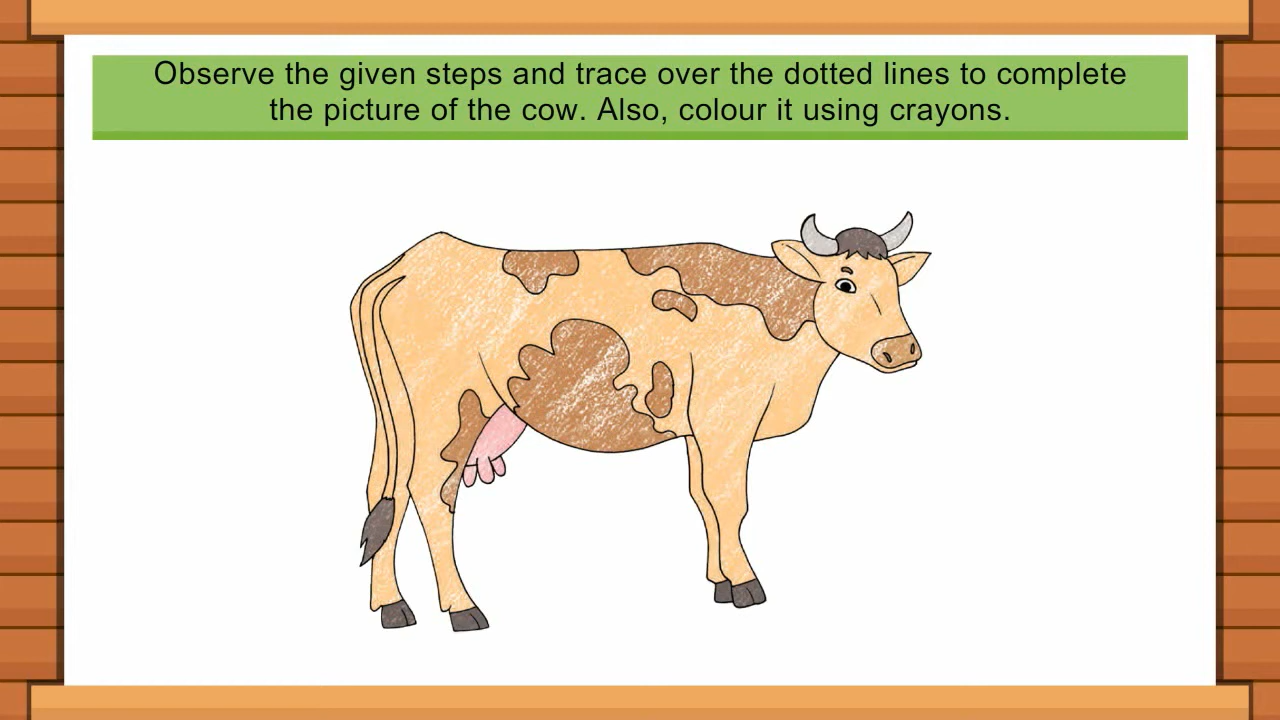 Observe the given steps and trace over the dotted lines to complete
the picture of the cow. Also, colour it using crayons.